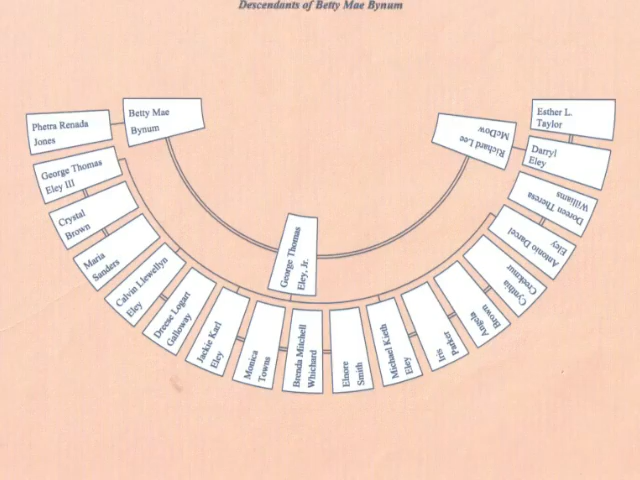 Descendants of Betty Mae Bynum
Phetra Renada
Jones
Betty Mae
Bynum
Richard Lee
McDow
Esther L.
Taylor
Darryl
Eley
George Thomas
Eley III
Crystal
Brown
Maria
Sanders
Calvin Llewellyn
Eley
Dreese Logart
Galloway
Jackie Karl
Eley
Monica
Towns
Brenda Mitchell
Whichard
George Thomas
Eley, Jr.
Elnore
Smith
Michael Kieth
Eley
Iris
Parker
Angela
Brown
Cynthia
Creekmur
Antonio Darcel
Eley
Doreen Theresa
Williams